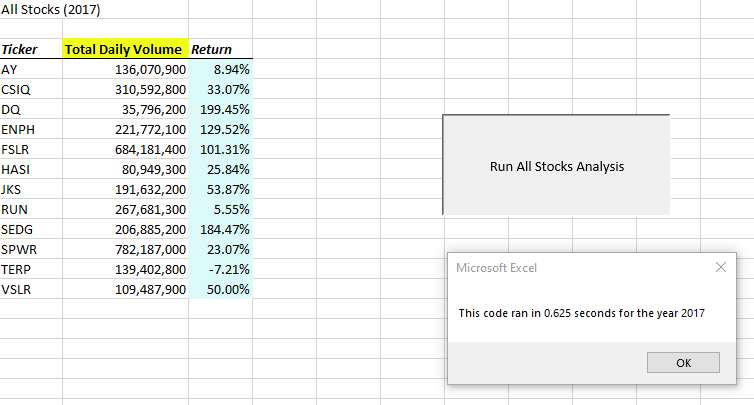 All Stocks (2017)
Ticker Total Daily Volume Return
AY 136,070,900 8.94%
CSIQ 310,592,800 33.07%
DQ 35,796,200 199.45%
ENPH 221,772,100 129.52%
FSLR 684,181,400 101.31%
HASI 80,949,300 25.84%
JKS 191,632,200 53.87%
RUN 267,681,300 5.55%
SEDG 206,885,200 184.47%
SPWR 782,187,000 23.07%
TERP 139,402,800 -7.21%
VSLR 109,487,900 50.00%
Run All Stocks Analysis
Microsoft Excel
This code ran in 0.625 seconds for the year 2017
OK